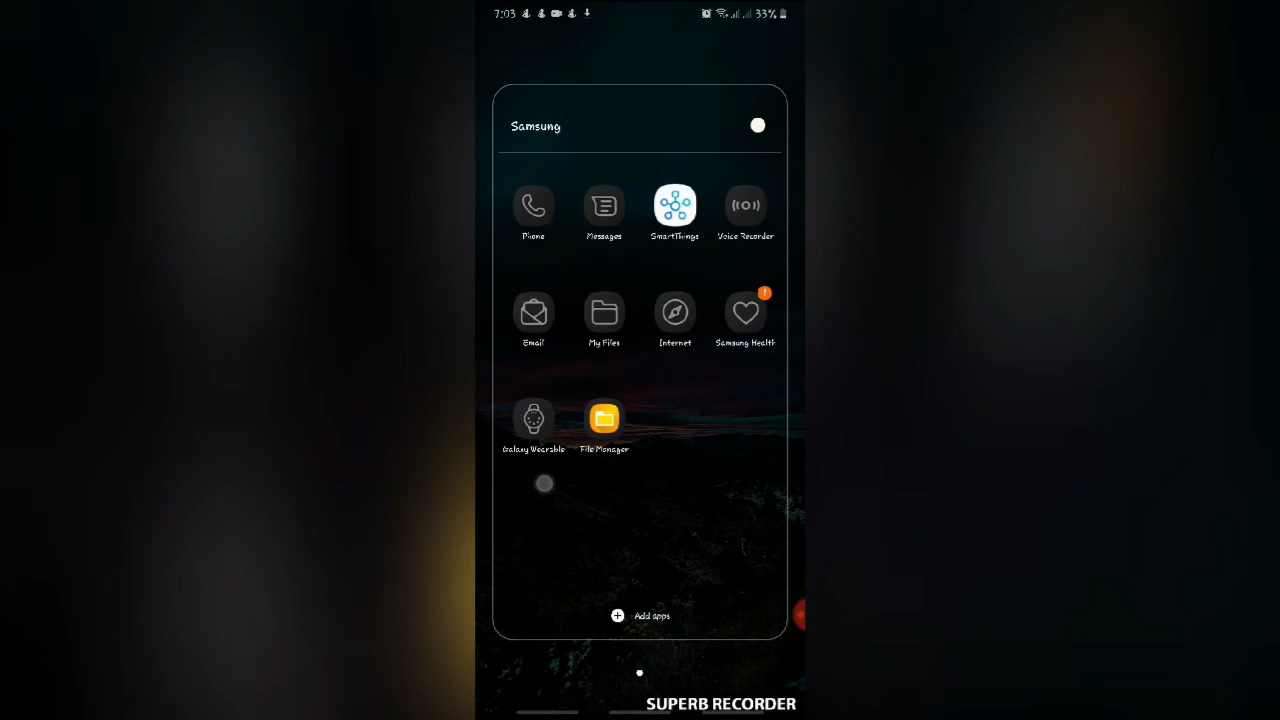 7:03 33%
Samsung
Phone Messages SmartThings Voice Recorder
Email My Files Internet Samsung Healt
Galaxy Wearable File Manager
Add apps
SUPERB RECORDER